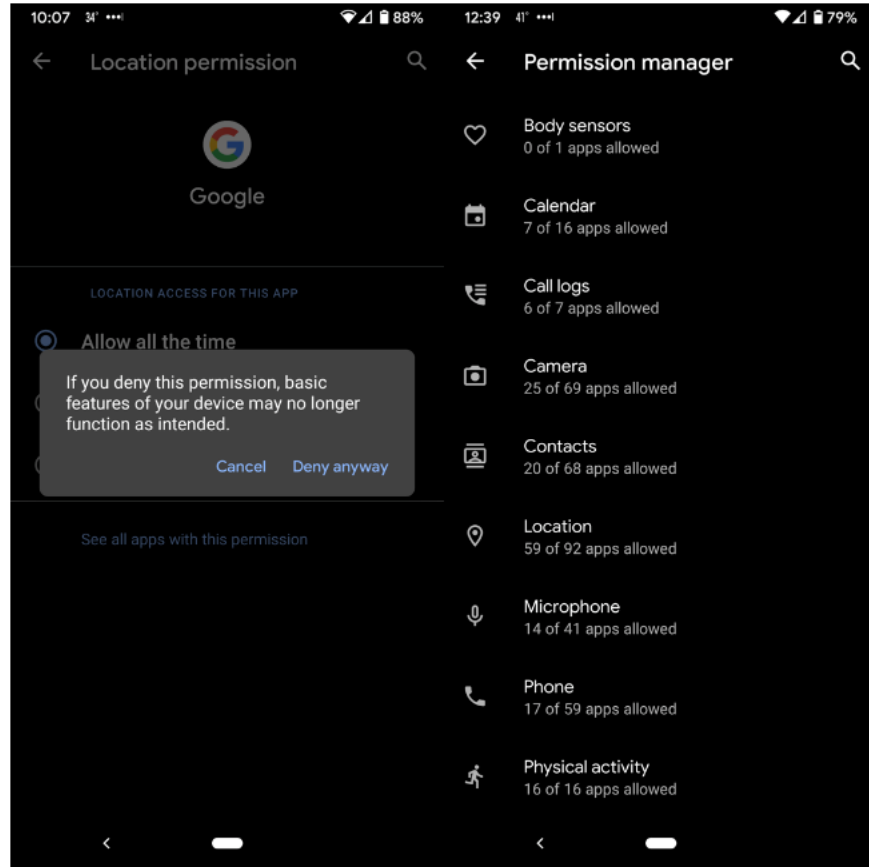 10:07 34° 88%
Location permission
Google
LOCATION ACCESS FOR THIS APP
Allow all the time
If you deny this permission, basic
features of your device may no longer
function as intended.
Cancel Deny anyway
See all apps with this permission
12:39 41° 79%
Permission manager
Body sensors
0 of 1 apps allowed
Calendar
7 of 16 apps allowed
Call logs
6 of 7 apps allowed
Camera
25 of 69 apps allowed
Contacts
20 of 68 apps allowed
Location
59 of 92 apps allowed
Microphone
14 of 41 apps allowed
Phone
17 of 59 apps allowed
Physical activity
16 of 16 apps allowed